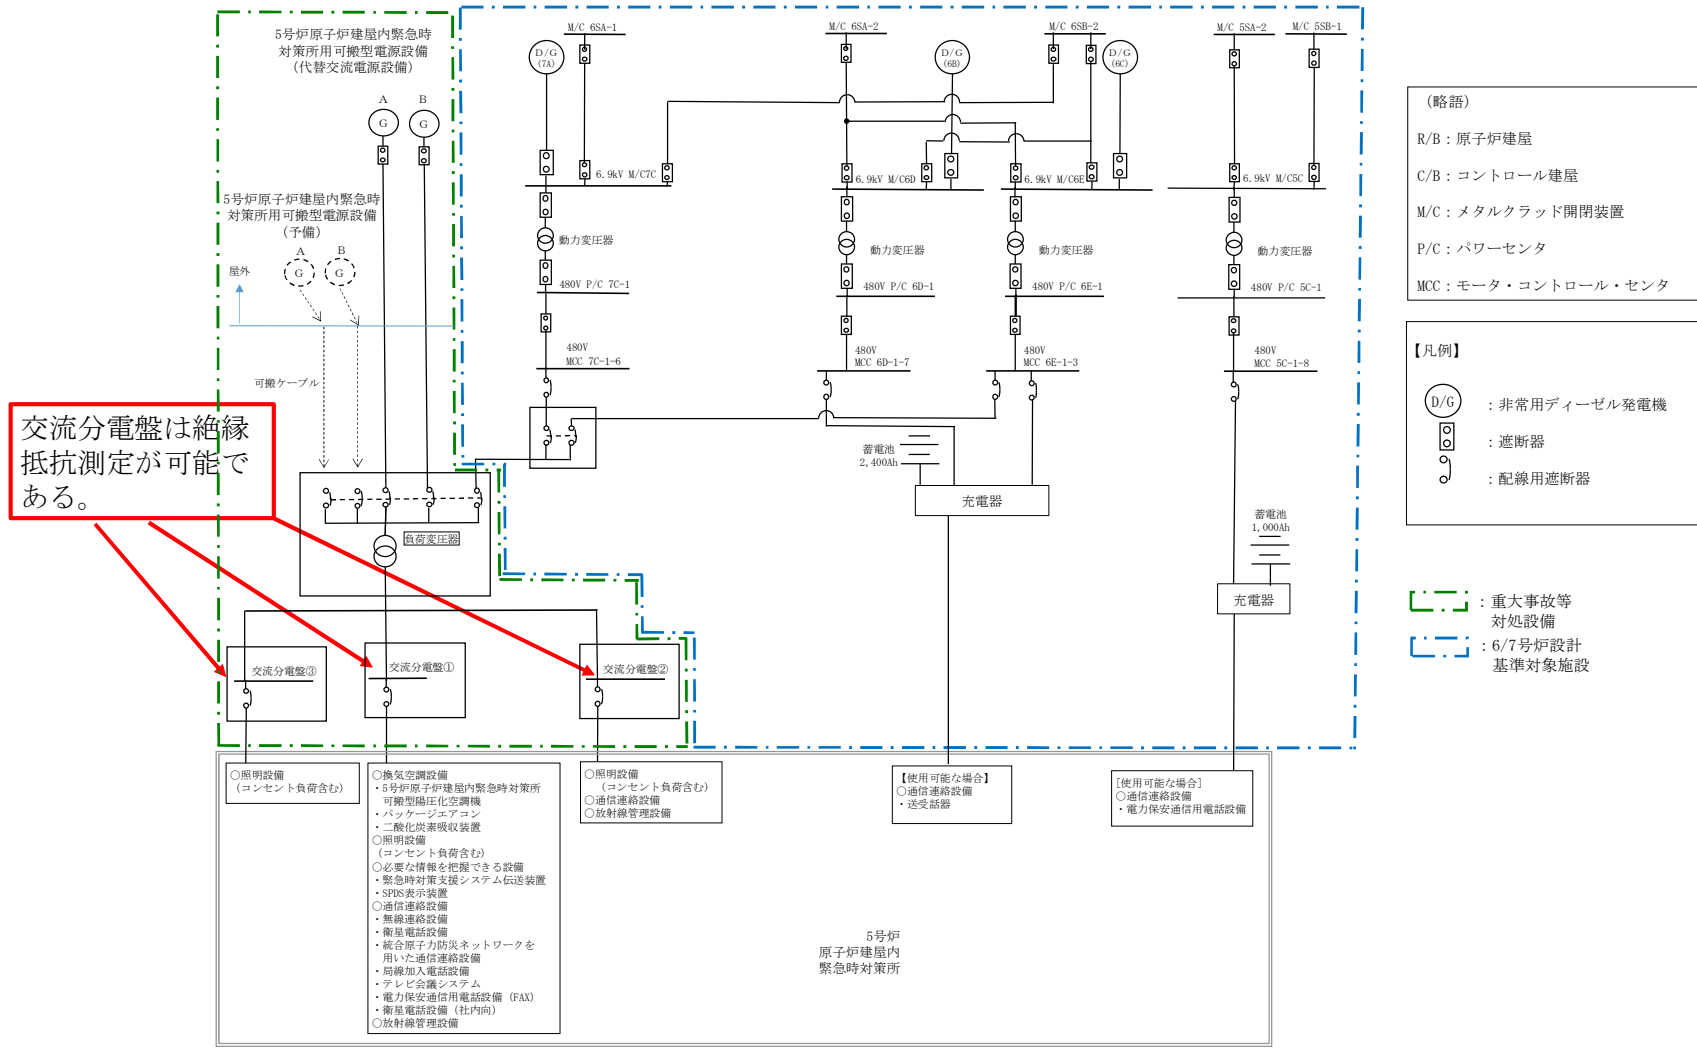 5号炉原子炉建屋内緊急時
対策所用可搬型電源設備
（代替交流電源設備）
A
B
G
G
5号炉原子炉建屋内緊急時
対策所用可搬型電源設備
（予備）
A
B
G
G
屋外
可搬ケーブル
交流分電盤は絶縁
抵抗測定が可能で
ある。
負荷変圧器
交流分電盤③
交流分電盤①
交流分電盤②
M/C 6SA-1
D/G
(7A)
6.9kV M/C7C
動力変圧器
480V P/C 7C-1
480V
MCC 7C-1-6
M/C 6SA-2
D/G
(6B)
6.9kV M/C6D
動力変圧器
480V P/C 6D-1
480V
MCC 6D-1-7
M/C 6SB-2
D/G
(6C)
6.9kV M/C6E
動力変圧器
480V P/C 6E-1
480V
MCC 6E-1-3
蓄電池
2,400Ah
充電器
M/C 5SA-2
M/C 5SB-1
6.9kV M/C5C
動力変圧器
480V P/C 5C-1
480V
MCC 5C-1-8
蓄電池
1,000Ah
充電器
○照明設備
（コンセント負荷含む）
○換気空調設備
・5号炉原子炉建屋内緊急時対策所
可搬型陽圧化空調機
・パッケージエアコン
・二酸化炭素吸収装置
○照明設備
（コンセント負荷含む）
○必要な情報を把握できる設備
・緊急時対策支援システム伝送装置
・SPDS表示装置
○通信連絡設備
・無線連絡設備
・衛星電話設備
・統合原子力防災ネットワークを
用いた通信連絡設備
・局線加入電話設備
・テレビ会議システム
・電力保安通信用電話設備（FAX）
・衛星電話設備（社内向）
○放射線管理設備
○照明設備
（コンセント負荷含む）
○通信連絡設備
○放射線管理設備
【使用可能な場合】
○通信連絡設備
・送受話器
[使用可能な場合]
○通信連絡設備
・電力保安通信用電話設備
5号炉
原子炉建屋内
緊急時対策所
（略語）
R/B：原子炉建屋
C/B：コントロール建屋
M/C：メタルクラッド開閉装置
P/C：パワーセンタ
MCC：モータ・コントロール・センタ
【凡例】
D/G
：非常用ディーゼル発電機
：遮断器
：配線用遮断器
：重大事故等
対処設備
：6/7号炉設計
基準対象施設